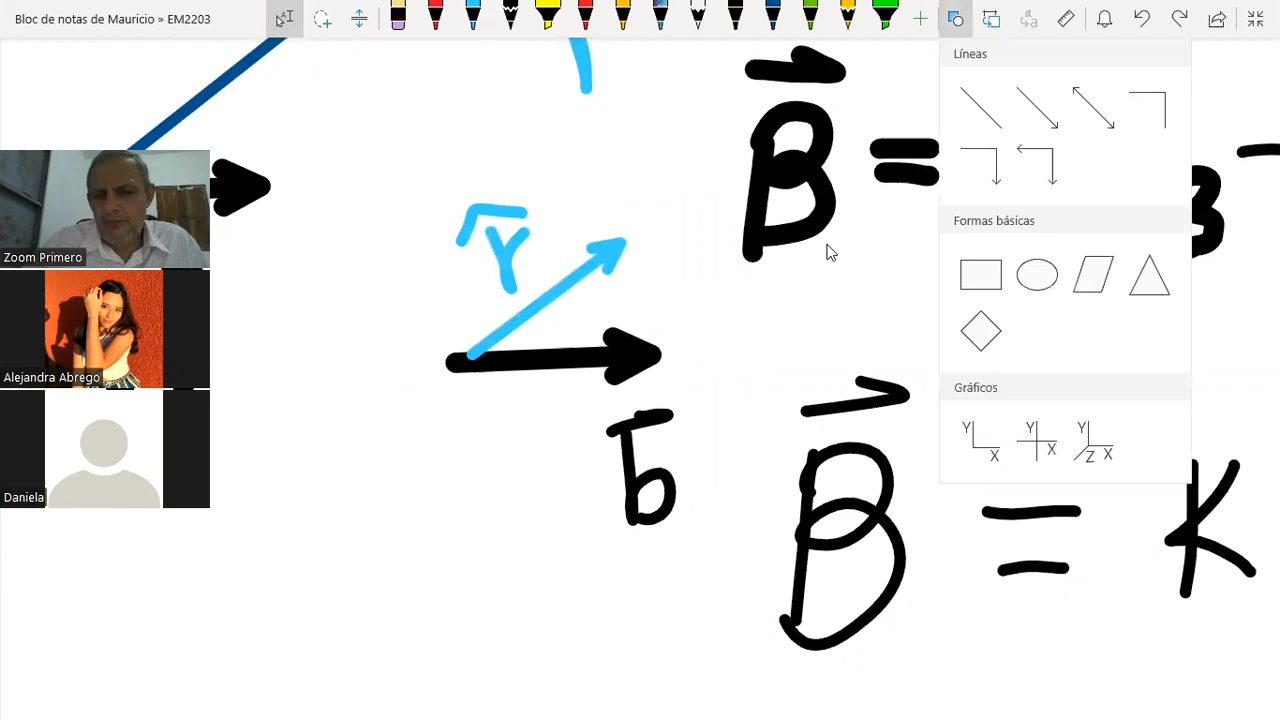 Bloc de notas de Mauricio » EM2203
Líneas
Formas básicas
Gráficos
Y X
Y X
Y Z X
Zoom Primero
Alejandra Abrego
Daniela
r
B =
b
B = K